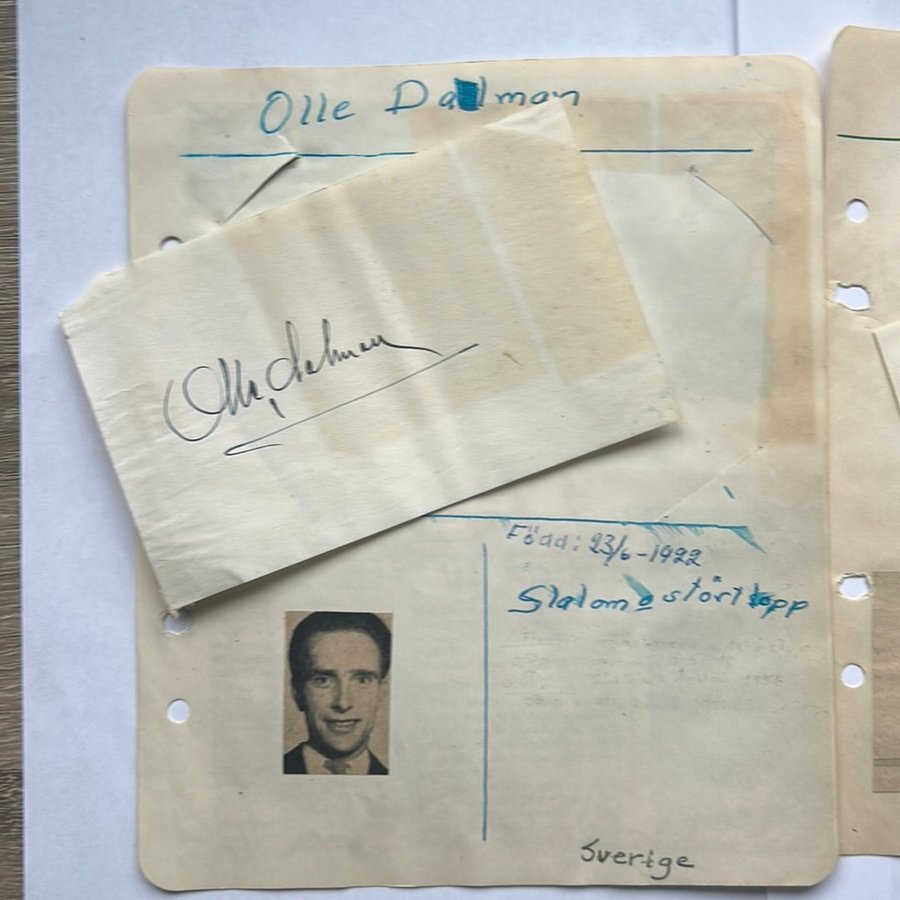 Olle Dalman
Olle Dalman
Född: 23/6-1922
Slalom o störtlopp
Sverige